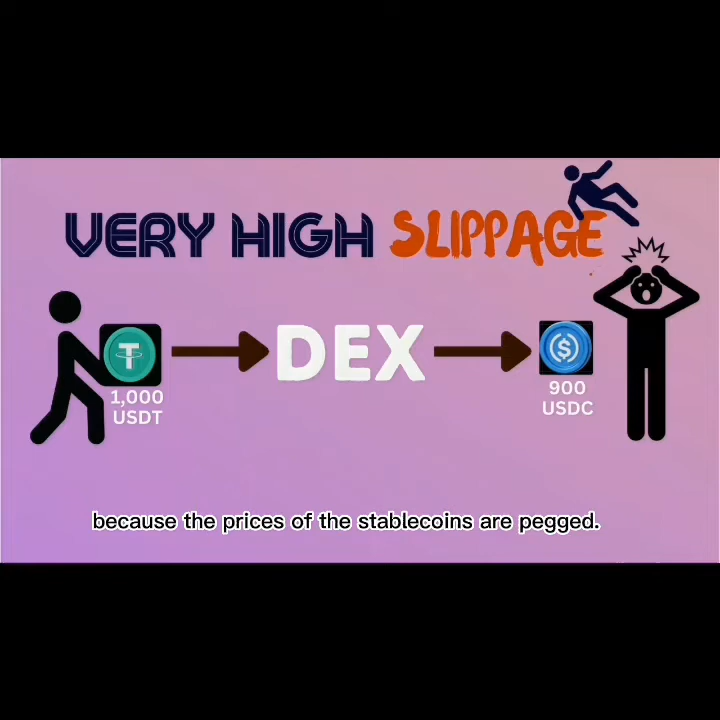 VERY HIGH SLIPPAGE
DEX
1,000
USDT
900
USDC
because the prices of the stablecoins are pegged.